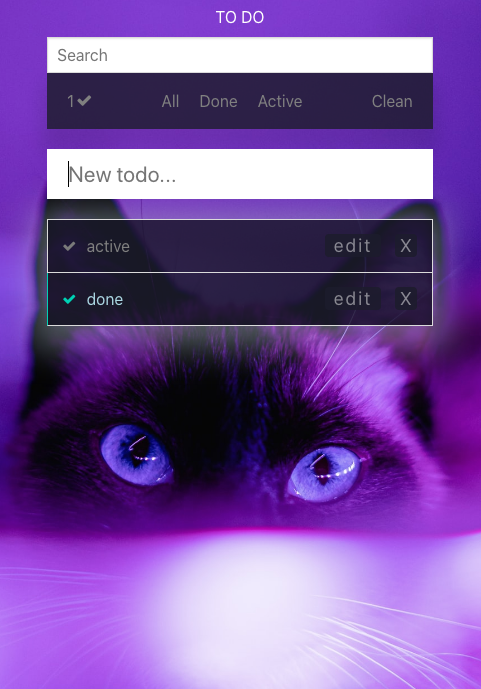 TO DO
Search
1 ✔ All Done Active Clean
New todo...
✔ active edit X
✔ done edit X